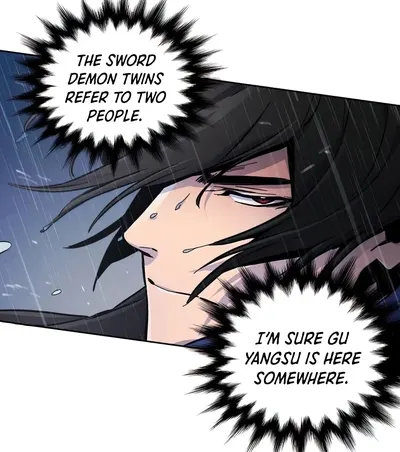 THE SWORD
DEMON TWINS
REFER TO TWO
PEOPLE.
I'M SURE GU
YANGSU IS HERE
SOMEWHERE.